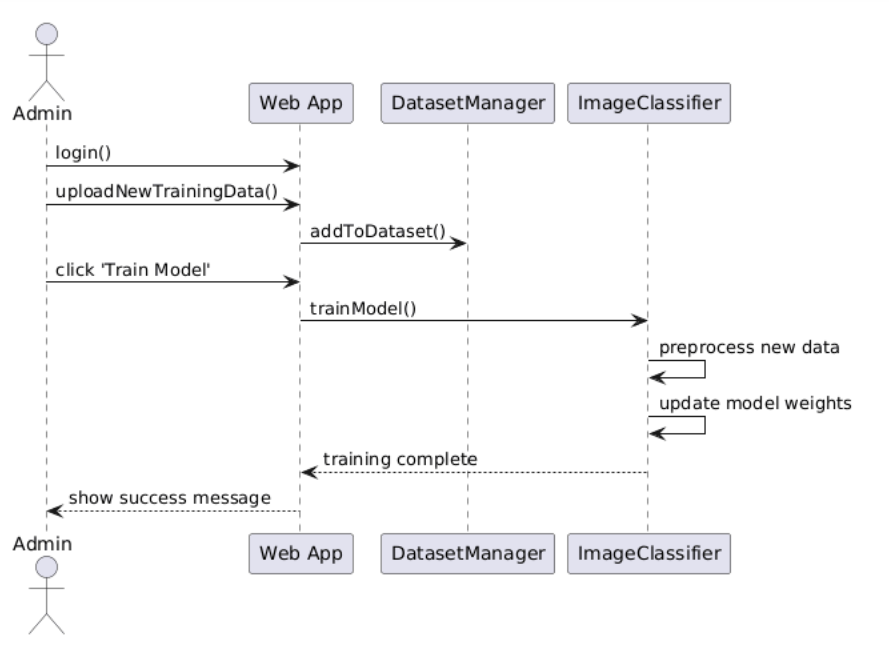 Admin
Web App
DatasetManager
ImageClassifier
login()
uploadNewTrainingData()
addToDataset()
click 'Train Model'
trainModel()
preprocess new data
update model weights
training complete
show success message
Admin
Web App
DatasetManager
ImageClassifier